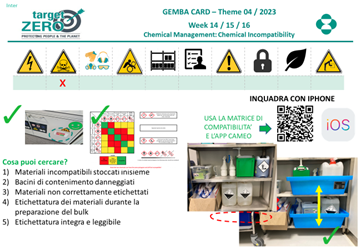 target
ZERO
PROTECTING PEOPLE & THE PLANET
GEMBA CARD – Theme 04 / 2023
Week 14 / 15 / 16
Chemical Management: Chemical Incompatibility
X
INQUADRA CON IPHONE
USA LA MATRICE DI
COMPATIBILITA'
E L'APP CAMEO
iOS
Cosa puoi cercare?
1) Materiali incompatibili stoccati insieme
2) Bacini di contenimento danneggiati
3) Materiali non correttamente etichettati
4) Etichettatura dei materiali durante la
preparazione del bulk
5) Etichettatura integra e leggibile